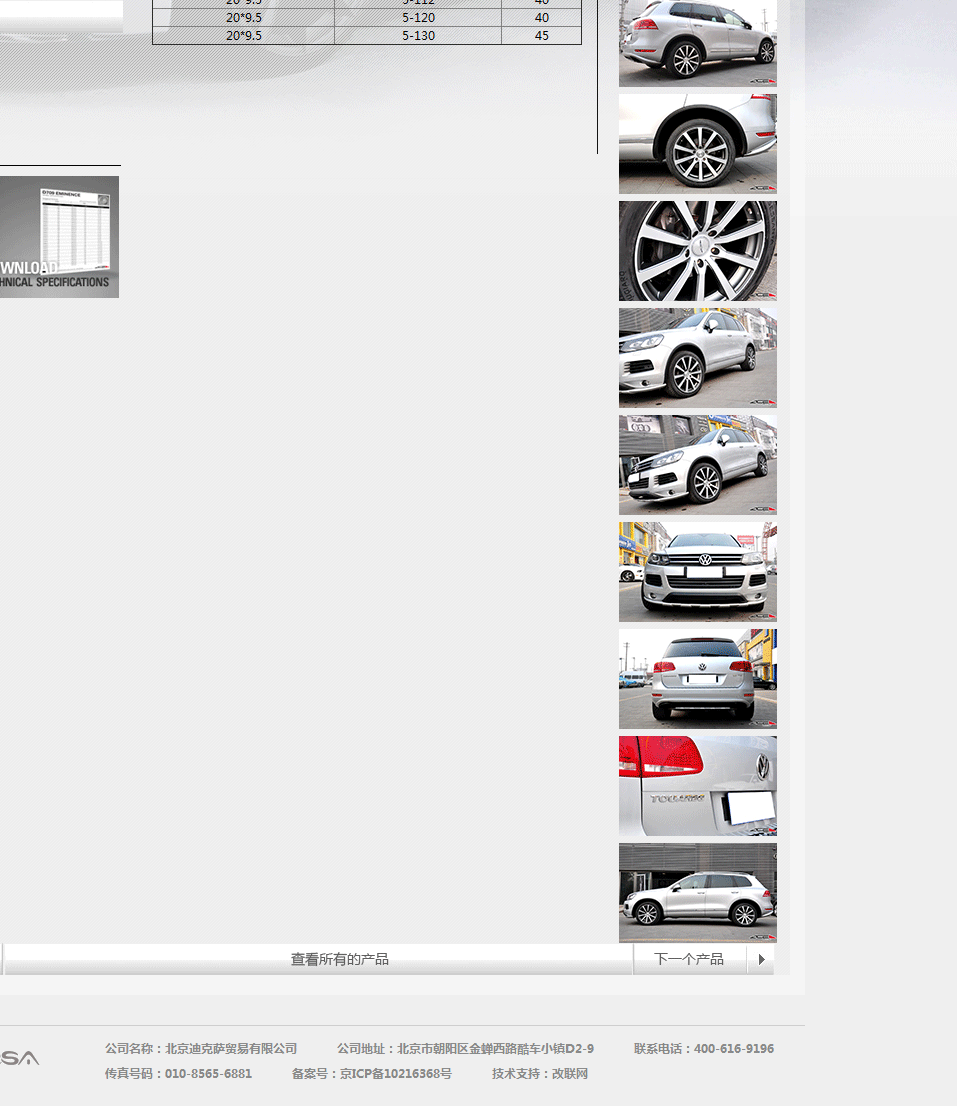 20*9.5 5-112 40
20*9.5 5-120 40
20*9.5 5-130 45
D709 EMINENCE
WNLOAD
HNICAL SPECIFICATIONS
TOUAREG
查看所有的产品
下一个产品
SA
公司名称：北京迪克萨贸易有限公司 公司地址：北京市朝阳区金蝉西路酷车小镇D2-9 联系电话：400-616-9196
传真号码：010-8565-6881 备案号：京ICP备10216368号 技术支持：改联网